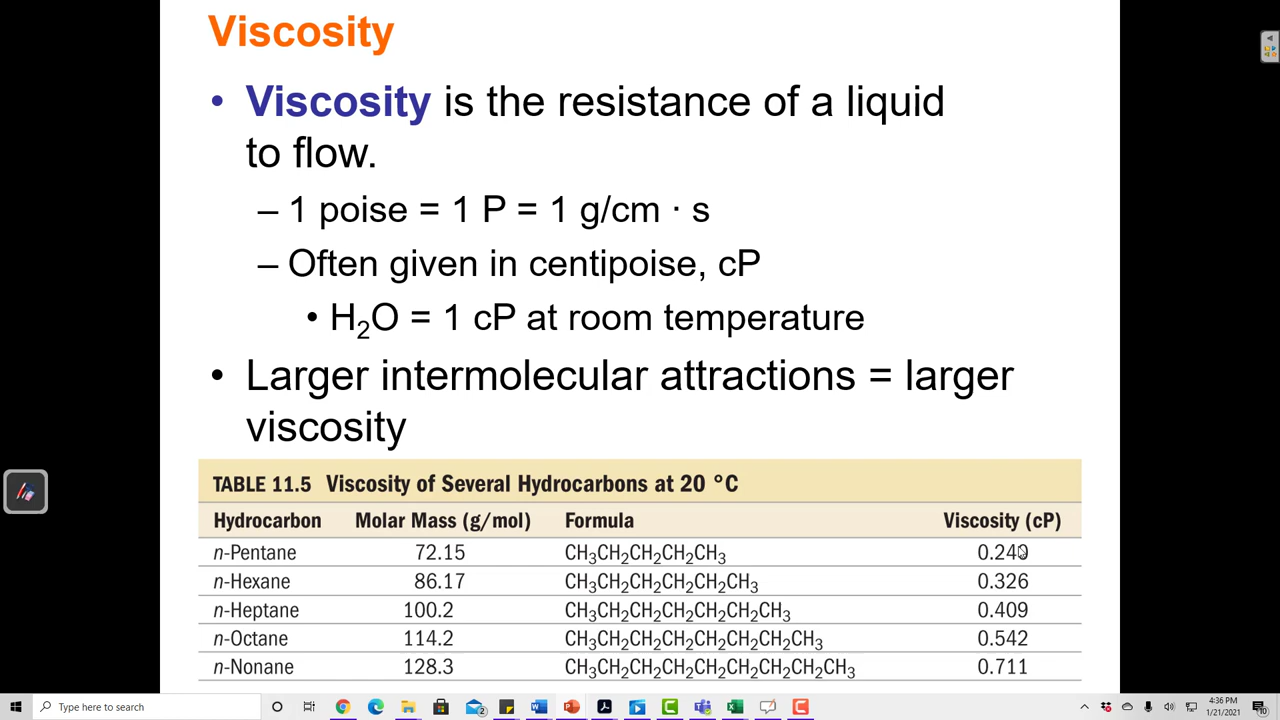 Viscosity
• Viscosity is the resistance of a liquid
to flow.
– 1 poise = 1 P = 1 g/cm · s
– Often given in centipoise, cP
• H₂O = 1 cP at room temperature
• Larger intermolecular attractions = larger
viscosity
TABLE 11.5 Viscosity of Several Hydrocarbons at 20 °C
Hydrocarbon Molar Mass (g/mol) Formula Viscosity (cP)
n-Pentane 72.15 CH₃CH₂CH₂CH₂CH₃ 0.240
n-Hexane 86.17 CH₃CH₂CH₂CH₂CH₂CH₃ 0.326
n-Heptane 100.2 CH₃CH₂CH₂CH₂CH₂CH₂CH₃ 0.409
n-Octane 114.2 CH₃CH₂CH₂CH₂CH₂CH₂CH₂CH₃ 0.542
n-Nonane 128.3 CH₃CH₂CH₂CH₂CH₂CH₂CH₂CH₂CH₃ 0.711
Type here to search
2
4:36 PM
1/21/2021
10